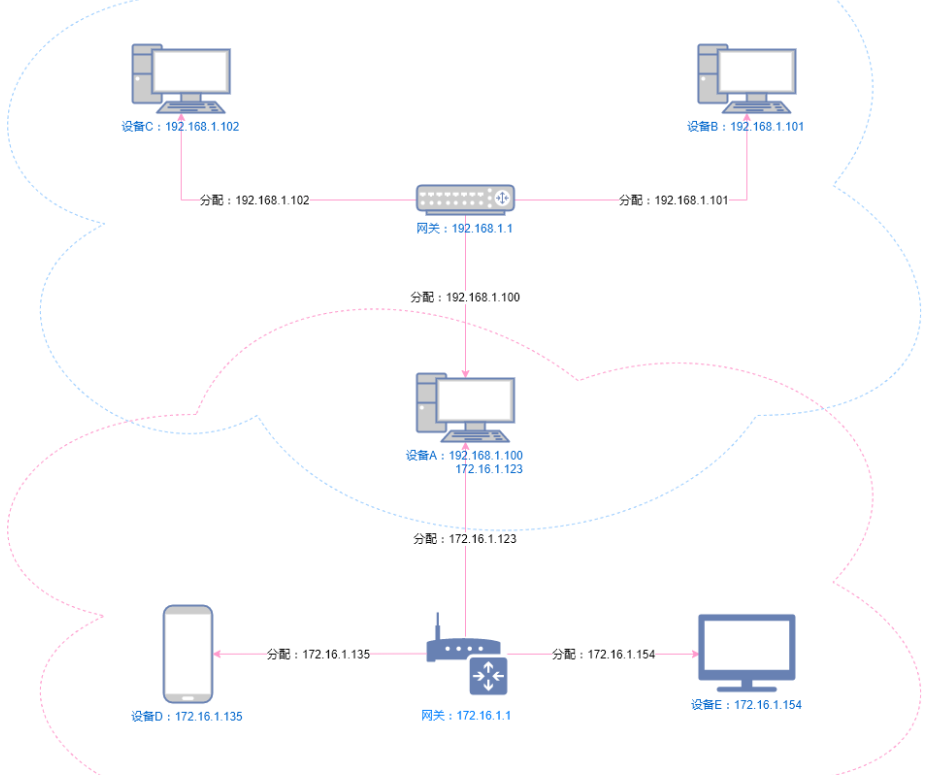 设备C：192.168.1.102
设备B：192.168.1.101
分配：192.168.1.102
分配：192.168.1.101
网关：192.168.1.1
分配：192.168.1.100
设备A：192.168.1.100
172.16.1.123
分配：172.16.1.123
分配：172.16.1.135
分配：172.16.1.154
设备D：172.16.1.135
网关：172.16.1.1
设备E：172.16.1.154